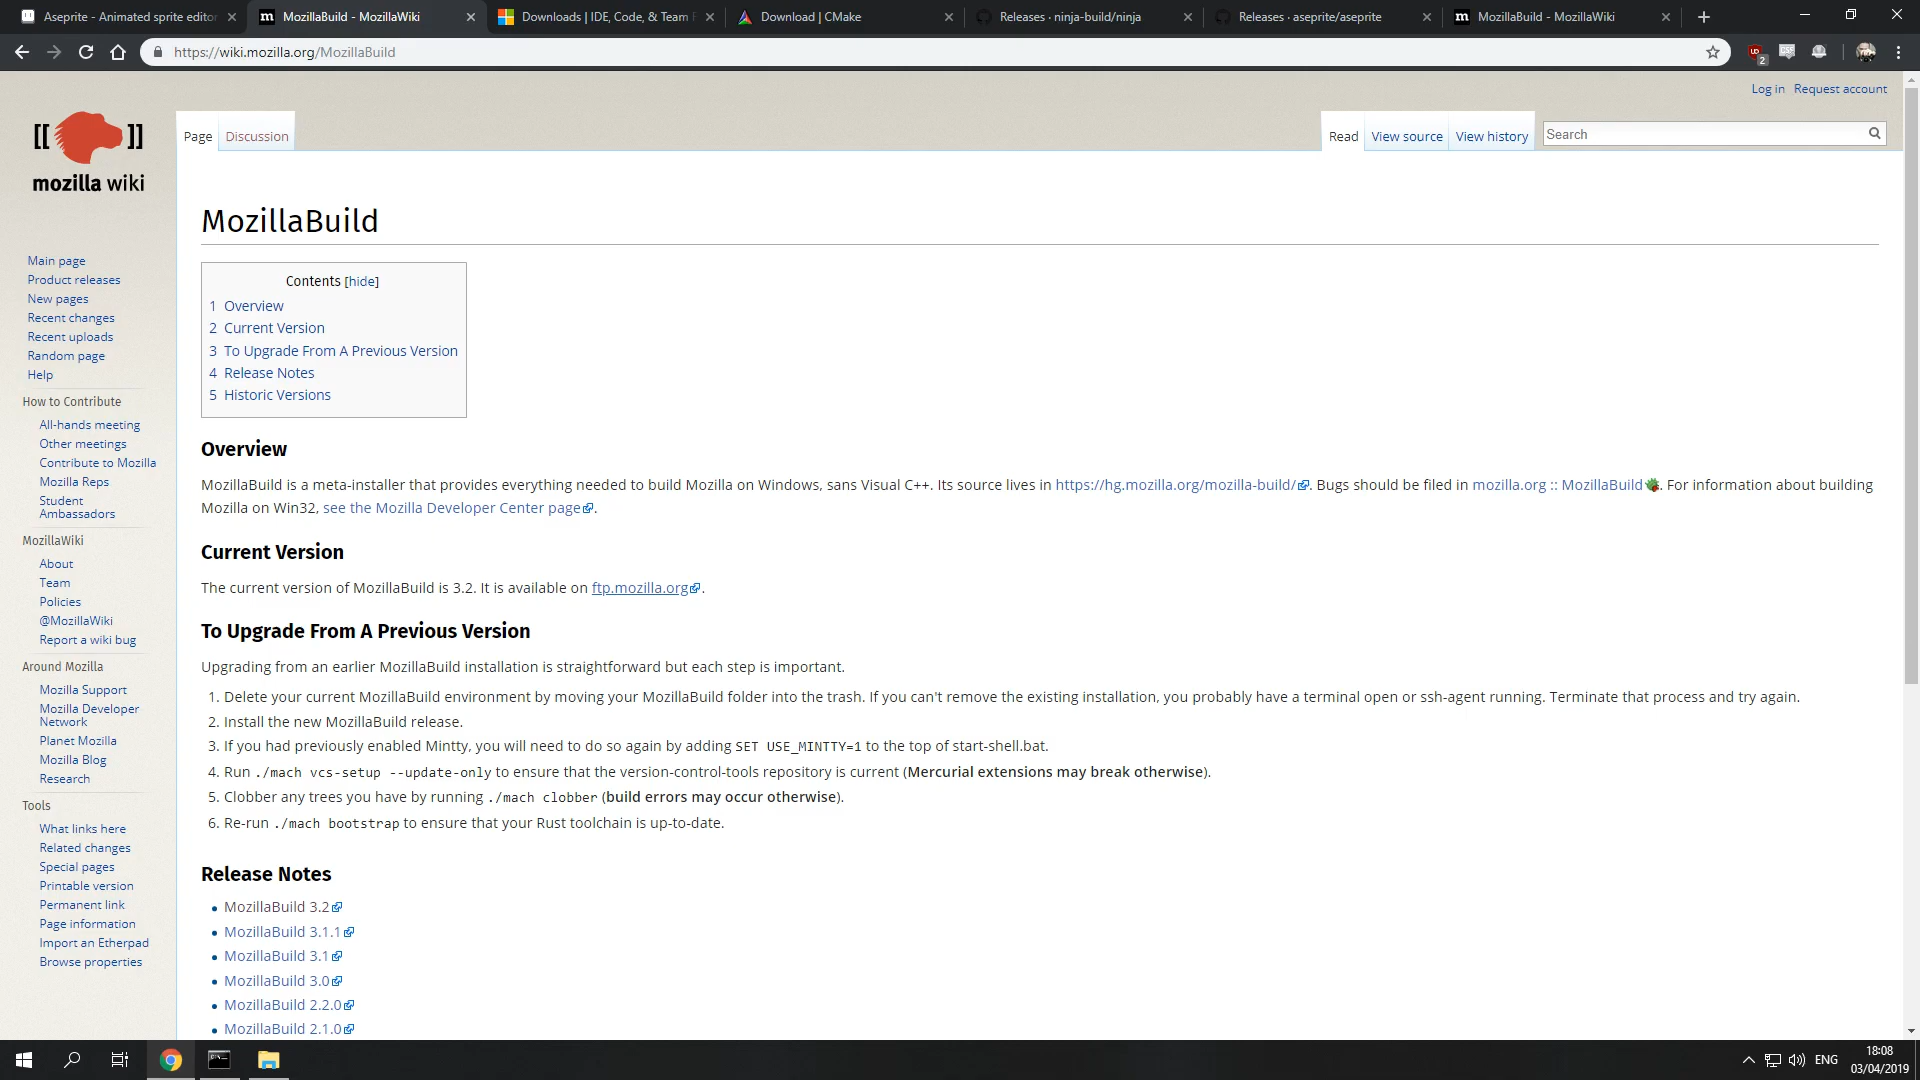 Aseprite - Animated sprite editor
MozillaBuild - MozillaWiki
Downloads | IDE, Code, & Team F
Download | CMake
Releases · ninja-build/ninja
Releases · aseprite/aseprite
MozillaBuild - MozillaWiki
https://wiki.mozilla.org/MozillaBuild
2
Log in Request account
[[ ]]
mozilla wiki
Page Discussion
Read View source View history
Search
Main page
Product releases
New pages
Recent changes
Recent uploads
Random page
Help
How to Contribute
All-hands meeting
Other meetings
Contribute to Mozilla
Mozilla Reps
Student
Ambassadors
MozillaWiki
About
Team
Policies
@MozillaWiki
Report a wiki bug
Around Mozilla
Mozilla Support
Mozilla Developer
Network
Planet Mozilla
Mozilla Blog
Research
Tools
What links here
Related changes
Special pages
Printable version
Permanent link
Page information
Import an Etherpad
Browse properties
MozillaBuild
Contents [hide]
1 Overview
2 Current Version
3 To Upgrade From A Previous Version
4 Release Notes
5 Historic Versions
Overview
MozillaBuild is a meta-installer that provides everything needed to build Mozilla on Windows, sans Visual C++. Its source lives in https://hg.mozilla.org/mozilla-build/. Bugs should be filed in mozilla.org :: MozillaBuild. For information about building
Mozilla on Win32, see the Mozilla Developer Center page.
Current Version
The current version of MozillaBuild is 3.2. It is available on ftp.mozilla.org.
To Upgrade From A Previous Version
Upgrading from an earlier MozillaBuild installation is straightforward but each step is important.
1. Delete your current MozillaBuild environment by moving your MozillaBuild folder into the trash. If you can't remove the existing installation, you probably have a terminal open or ssh-agent running. Terminate that process and try again.
2. Install the new MozillaBuild release.
3. If you had previously enabled Mintty, you will need to do so again by adding SET USE_MINTTY=1 to the top of start-shell.bat.
4. Run ./mach vcs-setup --update-only to ensure that the version-control-tools repository is current (Mercurial extensions may break otherwise).
5. Clobber any trees you have by running ./mach clobber (build errors may occur otherwise).
6. Re-run ./mach bootstrap to ensure that your Rust toolchain is up-to-date.
Release Notes
• MozillaBuild 3.2
• MozillaBuild 3.1.1
• MozillaBuild 3.1
• MozillaBuild 3.0
• MozillaBuild 2.2.0
• MozillaBuild 2.1.0
ENG
18:08
03/04/2019